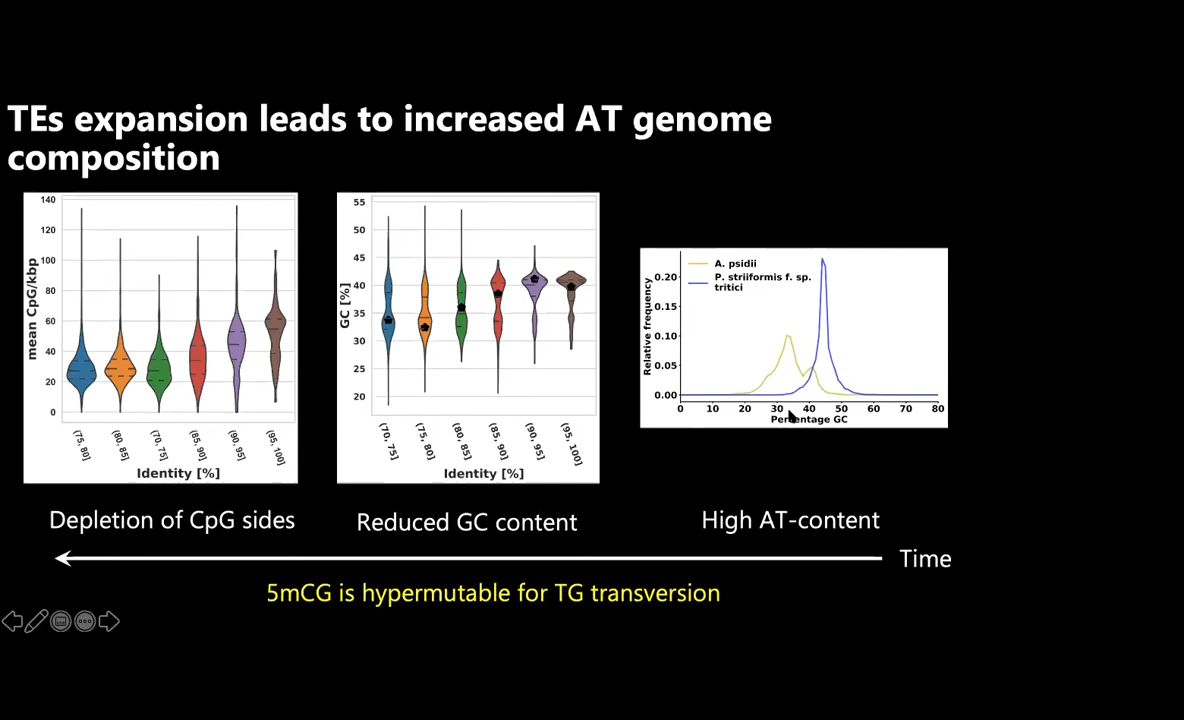 TEs expansion leads to increased AT genome
composition
140
120
100
80
60
40
20
0
mean CpG/kbp
(75, 80]
(80, 85]
(70, 75]
(85, 90]
(90, 95]
(95, 100]
Identity [%]
55
50
45
40
35
30
25
20
GC [%]
(70, 75]
(75, 80]
(80, 85]
(85, 90]
(90, 95]
(95, 100]
Identity [%]
A. psidii
P. striiformis f. sp.
tritici
0.20
0.15
0.10
0.05
0.00
Relative frequency
0 10 20 30 40 50 60 70 80
Percentage GC
Depletion of CpG sides
Reduced GC content
High AT-content
Time
5mCG is hypermutable for TG transversion